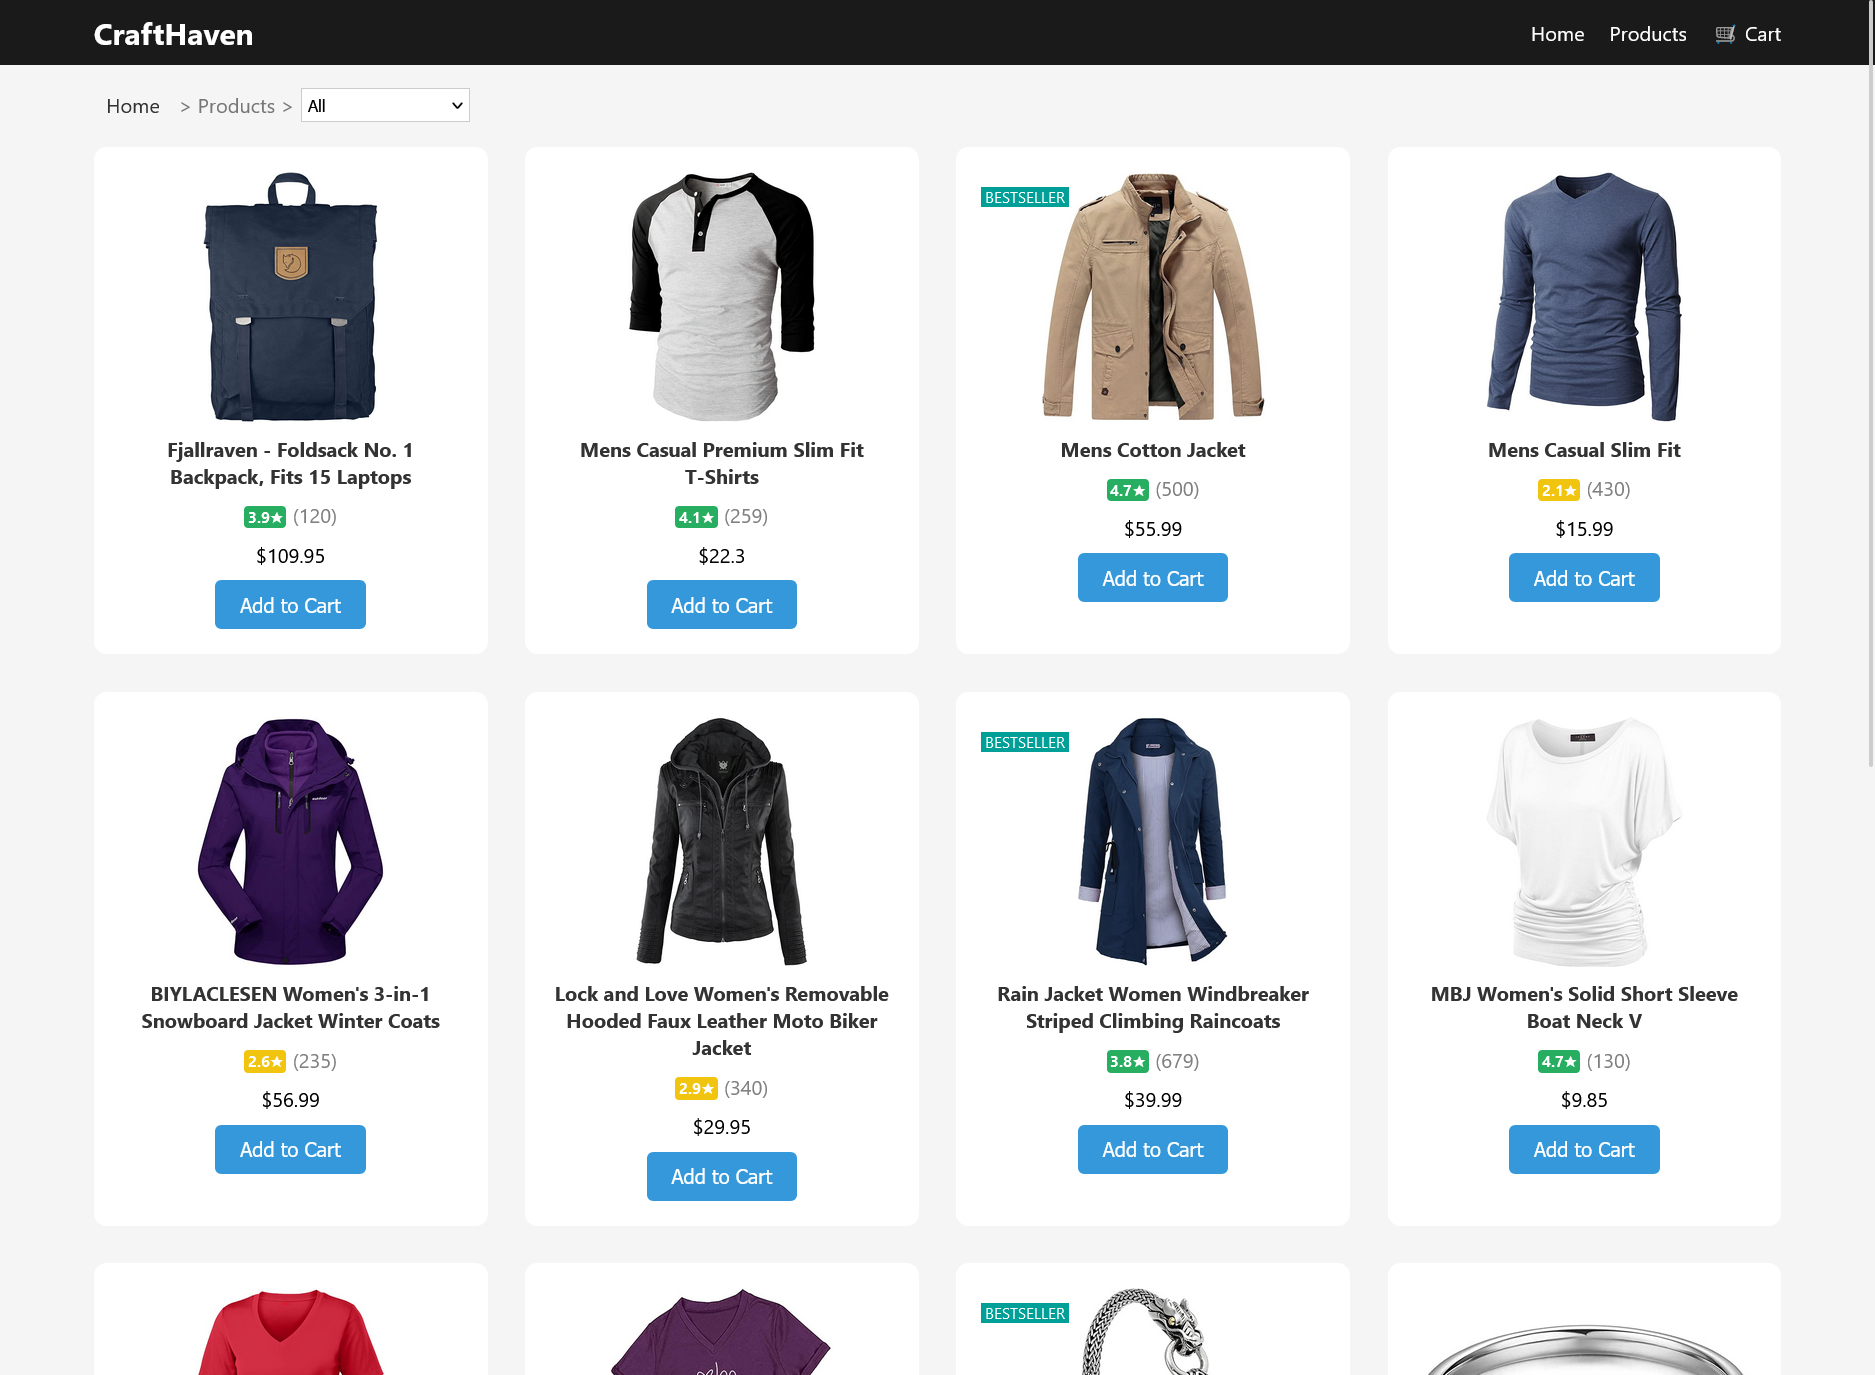 CraftHaven
Home Products Cart
Home > Products > All
Fjallraven - Foldsack No. 1
Backpack, Fits 15 Laptops
3.9★ (120)
$109.95
Add to Cart
Mens Casual Premium Slim Fit
T-Shirts
4.1★ (259)
$22.3
Add to Cart
BESTSELLER
Mens Cotton Jacket
4.7★ (500)
$55.99
Add to Cart
Mens Casual Slim Fit
2.1★ (430)
$15.99
Add to Cart
BIYLACLESEN Women's 3-in-1
Snowboard Jacket Winter Coats
2.6★ (235)
$56.99
Add to Cart
Lock and Love Women's Removable
Hooded Faux Leather Moto Biker
Jacket
2.9★ (340)
$29.95
Add to Cart
BESTSELLER
Rain Jacket Women Windbreaker
Striped Climbing Raincoats
3.8★ (679)
$39.99
Add to Cart
MBJ Women's Solid Short Sleeve
Boat Neck V
4.7★ (130)
$9.85
Add to Cart
BESTSELLER